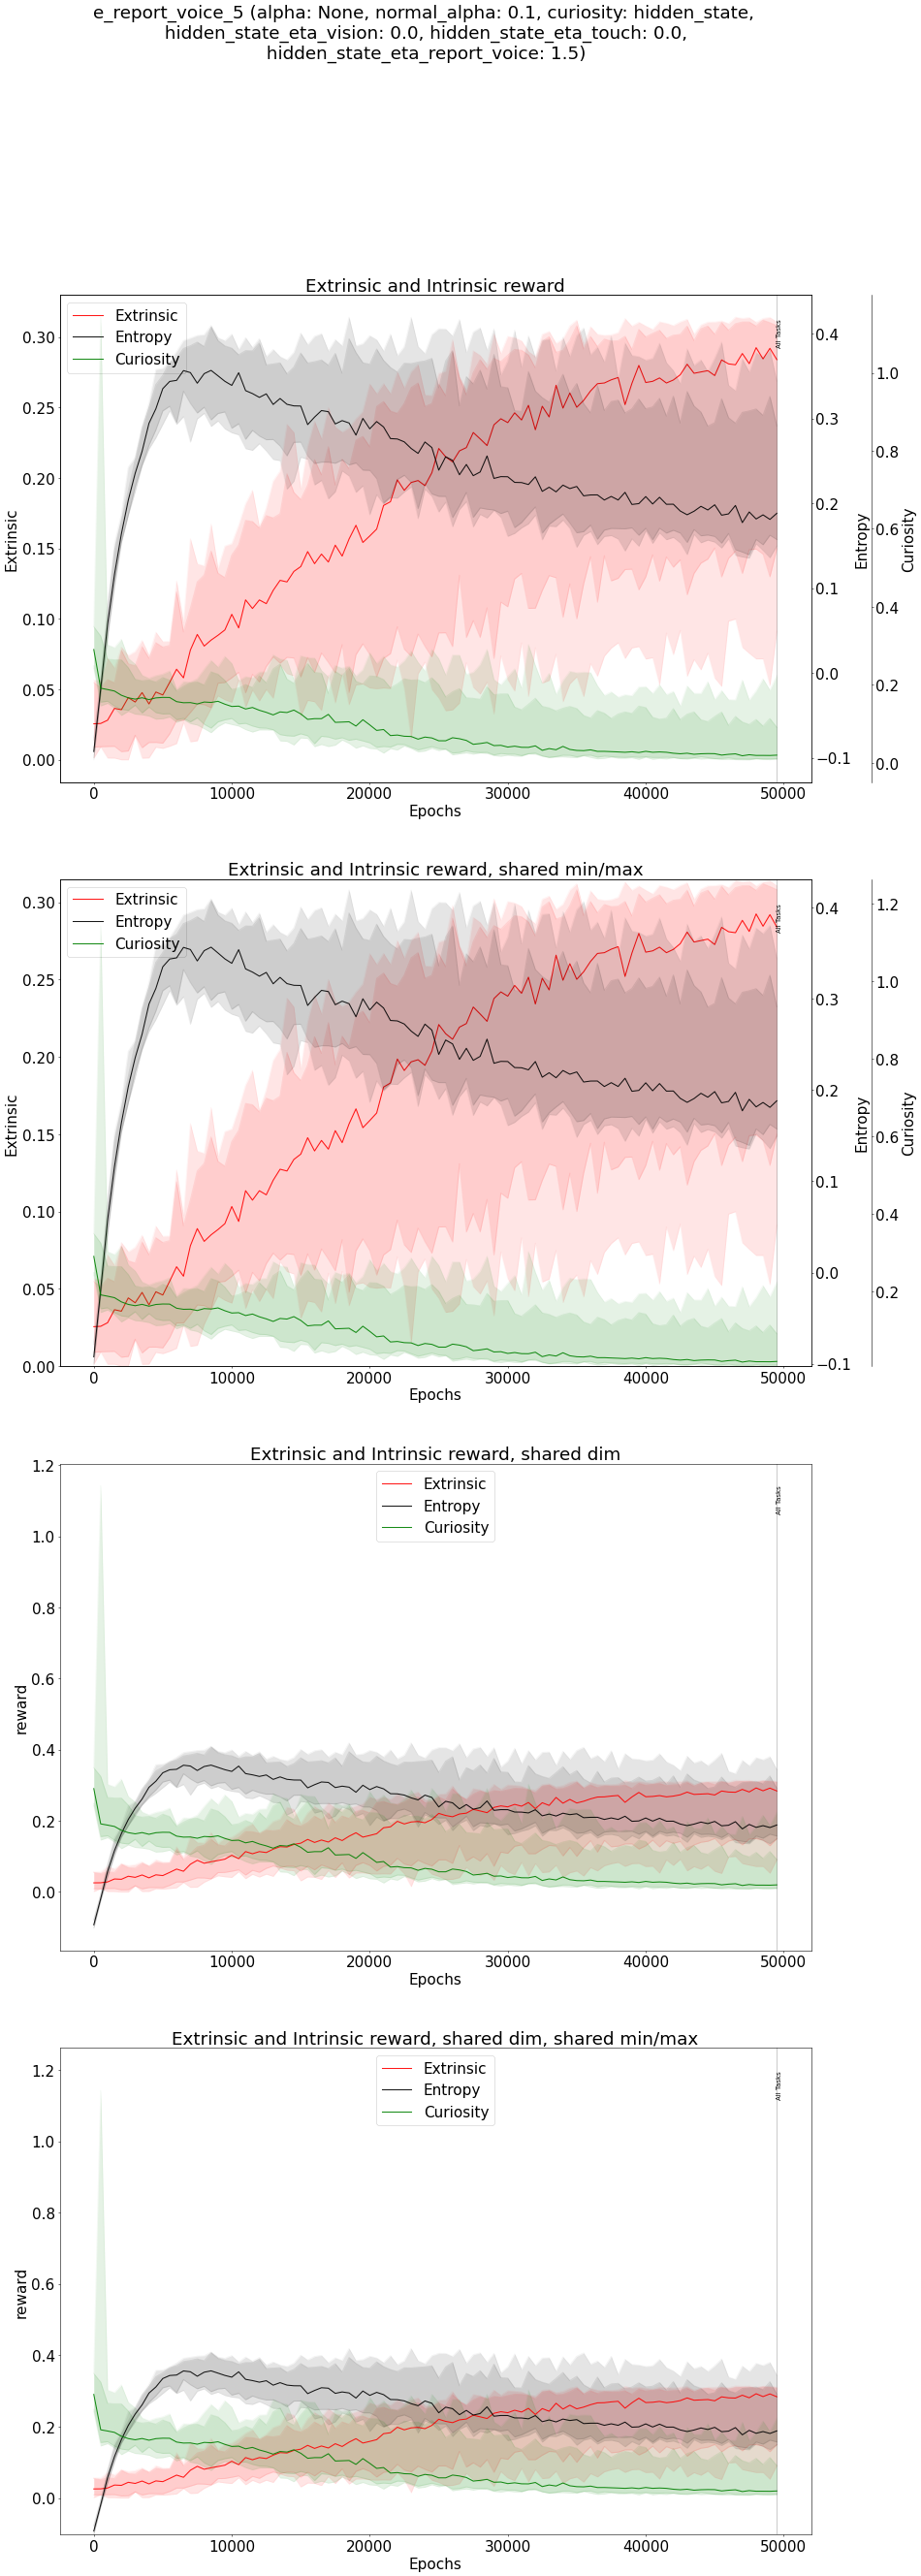 e_report_voice_5 (alpha: None, normal_alpha: 0.1, curiosity: hidden_state,
hidden_state_eta_vision: 0.0, hidden_state_eta_touch: 0.0,
hidden_state_eta_report_voice: 1.5)
Extrinsic and Intrinsic reward
Extrinsic
Entropy
Curiosity
All Tasks
0.30
0.25
0.20
0.15
0.10
0.05
0.00
Extrinsic
0.4
0.3
0.2
0.1
0.0
−0.1
Entropy
1.0
0.8
0.6
0.4
0.2
0.0
Curiosity
0 10000 20000 30000 40000 50000
Epochs
Extrinsic and Intrinsic reward, shared min/max
Extrinsic
Entropy
Curiosity
All Tasks
0.30
0.25
0.20
0.15
0.10
0.05
0.00
Extrinsic
0.4
0.3
0.2
0.1
0.0
−0.1
Entropy
1.2
1.0
0.8
0.6
0.4
0.2
Curiosity
0 10000 20000 30000 40000 50000
Epochs
Extrinsic and Intrinsic reward, shared dim
Extrinsic
Entropy
Curiosity
All Tasks
1.2
1.0
0.8
0.6
0.4
0.2
0.0
reward
0 10000 20000 30000 40000 50000
Epochs
Extrinsic and Intrinsic reward, shared dim, shared min/max
Extrinsic
Entropy
Curiosity
All Tasks
1.2
1.0
0.8
0.6
0.4
0.2
0.0
reward
0 10000 20000 30000 40000 50000
Epochs